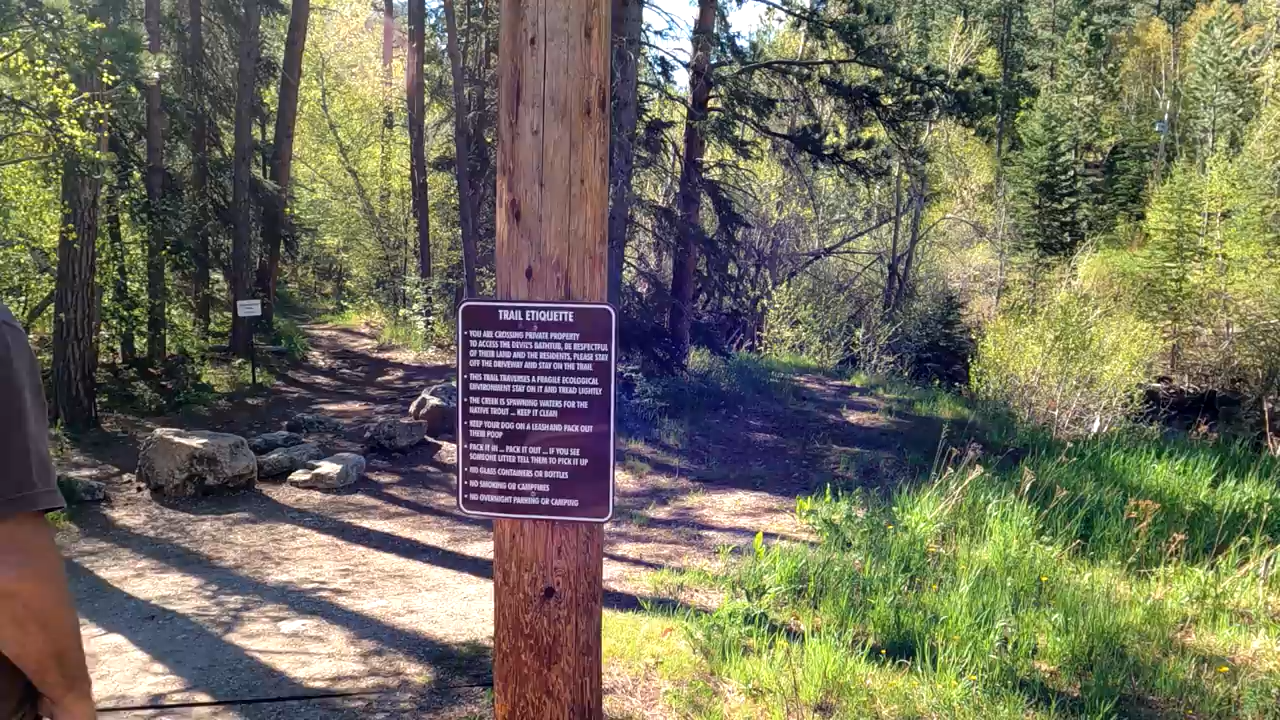 TRAIL ETIQUETTE
• YOU ARE CROSSING PRIVATE PROPERTY
TO ACCESS THE DEVIL'S BATHTUB, BE RESPECTFUL
OF THEIR LAND AND THE RESIDENTS, PLEASE STAY
OFF THE DRIVEWAY AND STAY ON THE TRAIL
• THIS TRAIL TRAVERSES A FRAGILE ECOLOGICAL
ENVIRONMENT STAY ON IT AND TREAD LIGHTLY
• THE CREEK IS SPAWNING WATERS FOR THE
NATIVE TROUT ... KEEP IT CLEAN
• KEEP YOUR DOG ON A LEASH AND PACK OUT
THEIR POOP
• PACK IT IN ... PACK IT OUT ... IF YOU SEE
SOMEONE LITTER TELL THEM TO PICK IT UP
• NO GLASS CONTAINERS OR BOTTLES
• NO SMOKING OR CAMPFIRES
• NO OVERNIGHT PARKING OR CAMPING